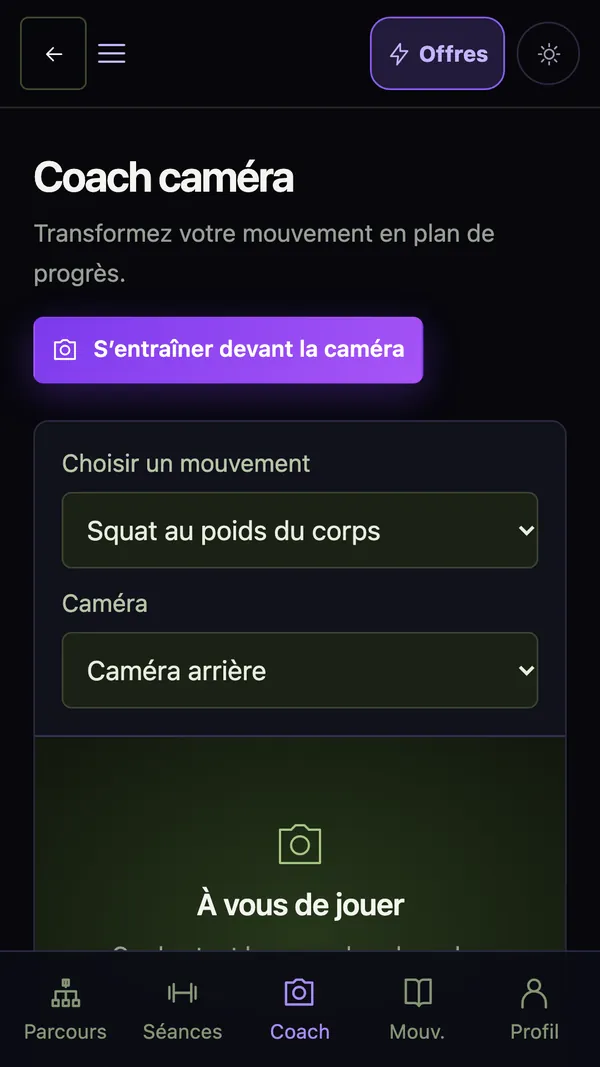 Offres
Coach caméra
Transformez votre mouvement en plan de
progrès.
S’entraîner devant la caméra
Choisir un mouvement
Squat au poids du corps
Caméra
Caméra arrière
À vous de jouer
Parcours
Séances
Coach
Mouv.
Profil